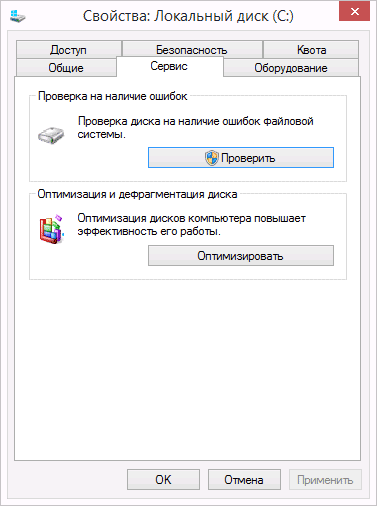 Свойства: Локальный диск (C:)
Доступ Безопасность Квота
Общие Сервис Оборудование
Проверка на наличие ошибок
Проверка диска на наличие ошибок файловой
системы.
Проверить
Оптимизация и дефрагментация диска
Оптимизация дисков компьютера повышает
эффективность его работы.
Оптимизировать
OK Отмена Применить